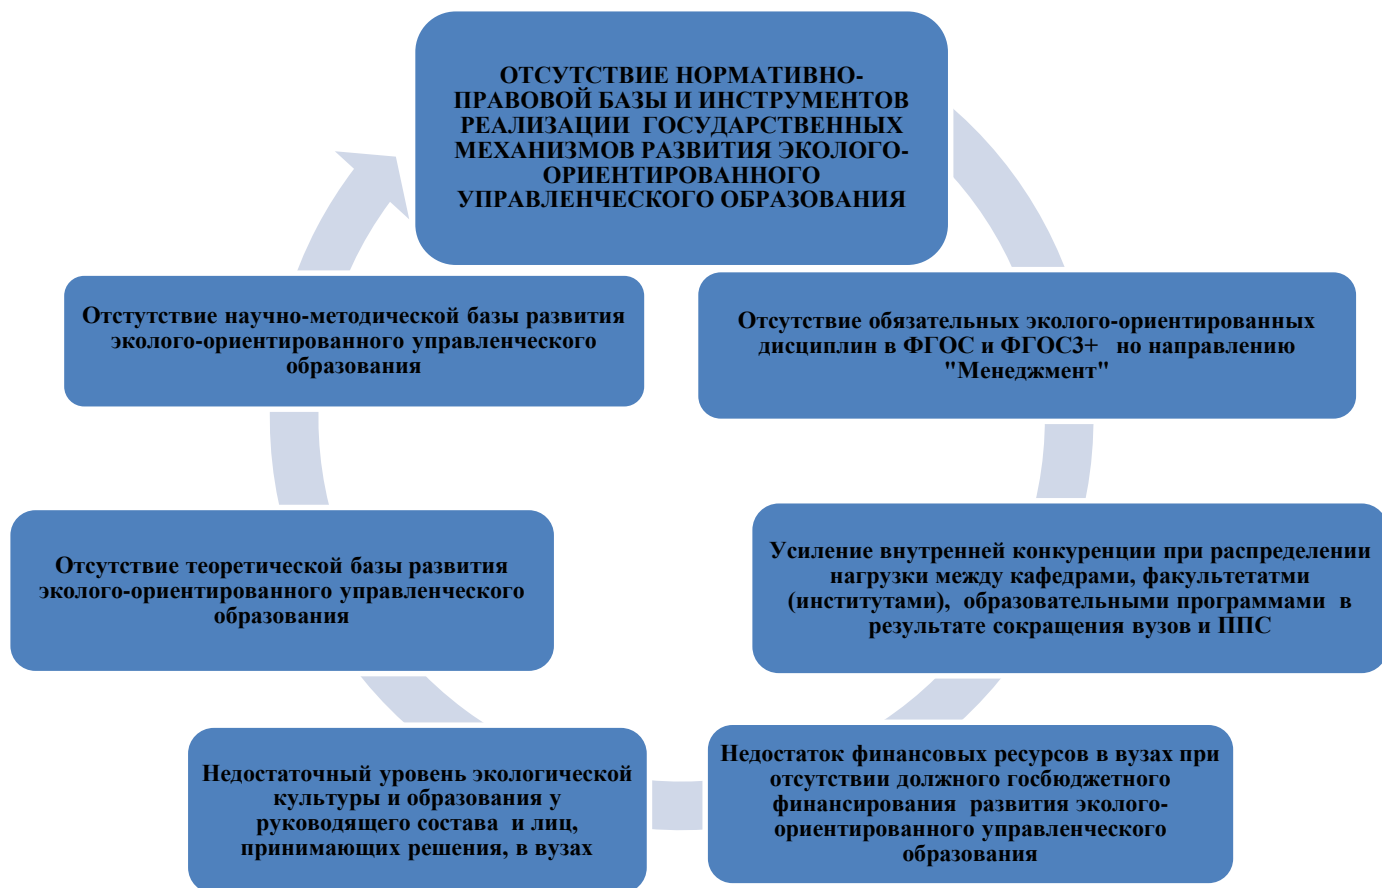 ОТСУТСТВИЕ НОРМАТИВНО-
ПРАВОВОЙ БАЗЫ И ИНСТРУМЕНТОВ
РЕАЛИЗАЦИИ ГОСУДАРСТВЕННЫХ
МЕХАНИЗМОВ РАЗВИТИЯ ЭКОЛОГО-
ОРИЕНТИРОВАННОГО
УПРАВЛЕНЧЕСКОГО ОБРАЗОВАНИЯ
Отсутствие обязательных эколого-ориентированных
дисциплин в ФГОС и ФГОС3+ но направлению
"Менеджмент"
Усиление внутренней конкуренции при распределении
нагрузки между кафедрами, факультетатми
(институтами), образовательными программами в
результате сокращения вузов и ППС
Недостаток финансовых ресурсов в вузах при
отсутствии должного госбюджетного
финансирования развития эколого-
ориентированного управленческого
образования
Недостаточный уровень экологической
культуры и образования у
руководящего состава и лиц,
принимающих решения, в вузах
Отсутствие теоретической базы развития
эколого-ориентированного управленческого
образования
Отстутствие научно-методической базы развития
эколого-ориентированного управленческого
образования